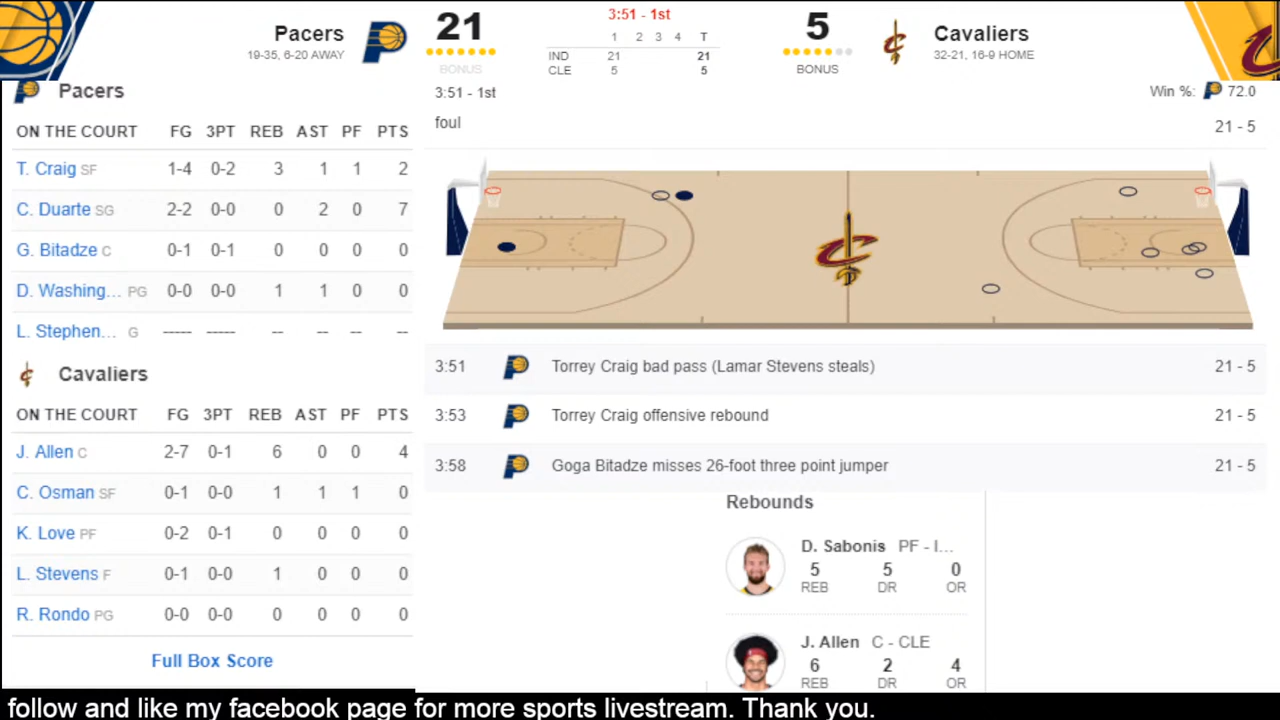 Pacers
19-35, 6-20 AWAY
21
BONUS
3:51 - 1st
1 2 3 4 T
IND 21 21
CLE 5 5
5
BONUS
Cavaliers
32-21, 16-9 HOME
Pacers
ON THE COURT FG 3PT REB AST PF PTS
T. Craig SF 1-4 0-2 3 1 1 2
C. Duarte SG 2-2 0-0 0 2 0 7
G. Bitadze C 0-1 0-1 0 0 0 0
D. Washing... PG 0-0 0-0 1 1 0 0
L. Stephen... G ----- ----- -- -- -- --
Cavaliers
ON THE COURT FG 3PT REB AST PF PTS
J. Allen C 2-7 0-1 6 0 0 4
C. Osman SF 0-1 0-0 1 1 1 0
K. Love PF 0-2 0-1 0 0 0 0
L. Stevens F 0-1 0-0 1 0 0 0
R. Rondo PG 0-0 0-0 0 0 0 0
Full Box Score
3:51 - 1st
Win %: 72.0
foul
21 - 5
3:51 Torrey Craig bad pass (Lamar Stevens steals) 21 - 5
3:53 Torrey Craig offensive rebound 21 - 5
3:58 Goga Bitadze misses 26-foot three point jumper 21 - 5
Rebounds
D. Sabonis PF - I...
5 5 0
REB DR OR
J. Allen C - CLE
6 2 4
REB DR OR
follow and like my facebook page for more sports livestream. Thank you.